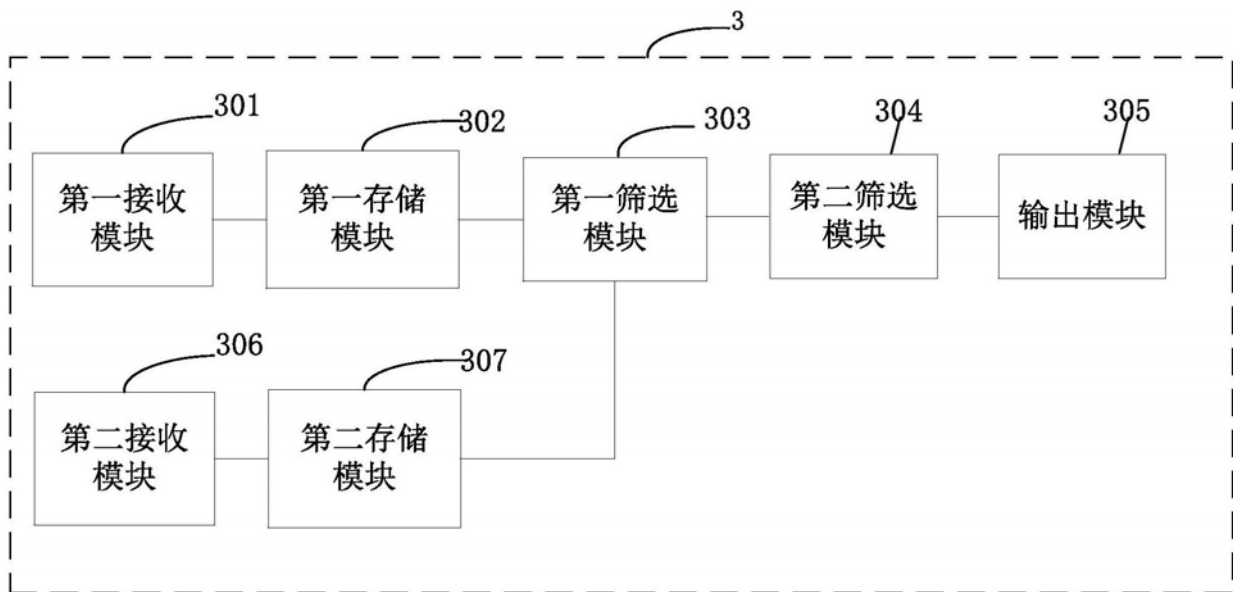 3
301
302
303
304
305
第一接收
模块
第一存储
模块
第一筛选
模块
第二筛选
模块
输出模块
306
307
第二接收
模块
第二存储
模块